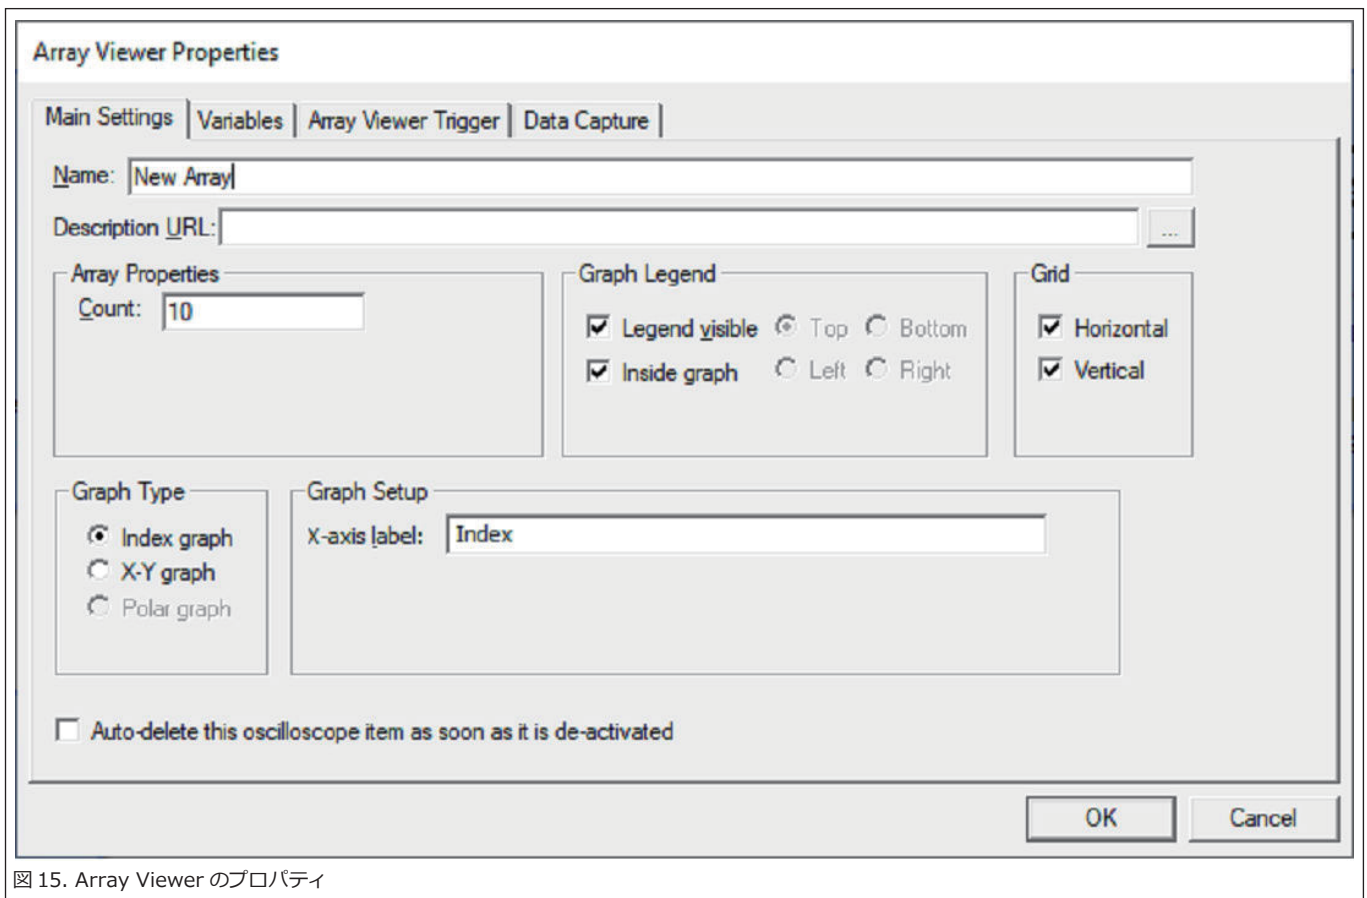 Array Viewer Properties
Main Settings Variables Array Viewer Trigger Data Capture
Name: New Array
Description URL: ...
Array Properties Graph Legend Grid
Count: 10
Legend visible Top Bottom Horizontal
Inside graph Left Right Vertical
Graph Type Graph Setup
Index graph X-axis label: Index
X-Y graph
Polar graph
Auto-delete this oscilloscope item as soon as it is de-activated
OK Cancel
図 15. Array Viewer のプロパティ